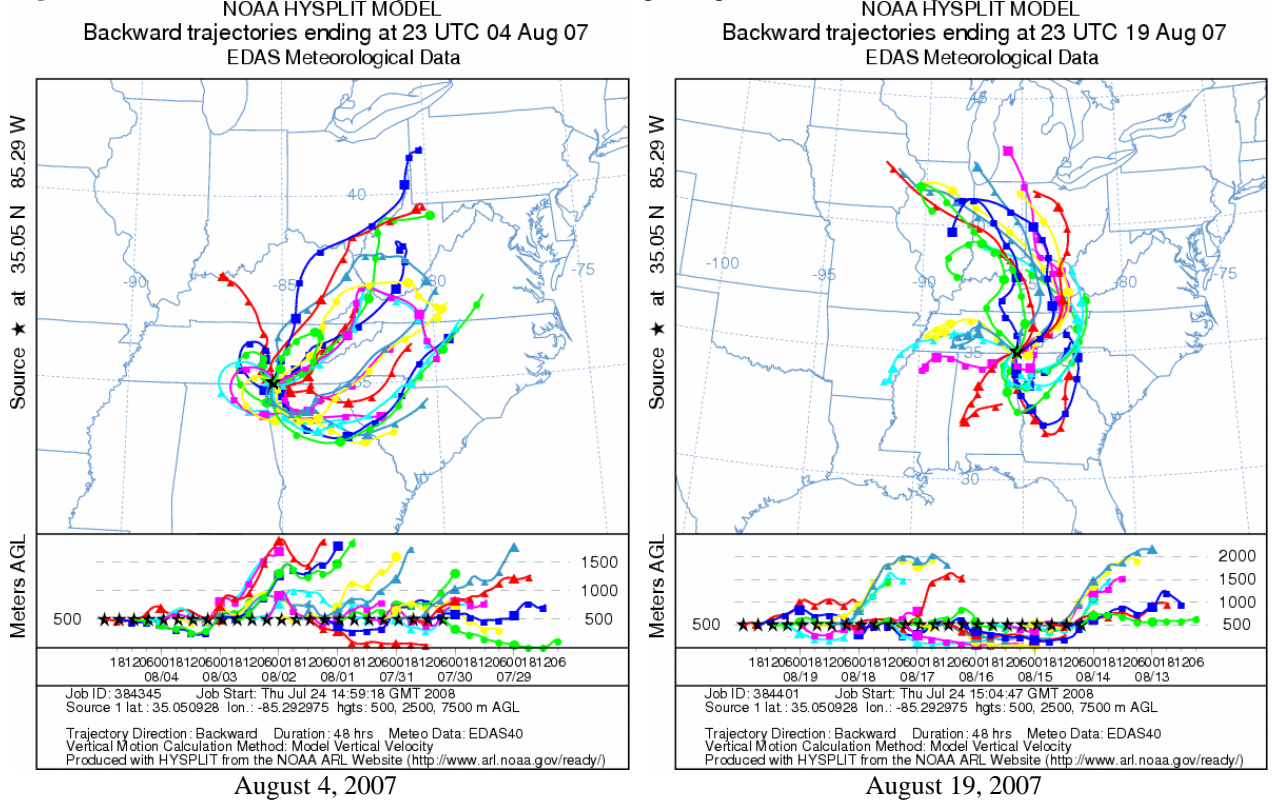 NOAA HYSPLIT MODEL
Backward trajectories ending at 23 UTC 04 Aug 07
EDAS Meteorological Data
Source ★ at 35.05 N 85.29 W
40
-90
-85
-80
-75
35
Meters AGL
1500
1000
500
500
08/04 08/03 08/02 08/01 07/31 07/30 07/29
Job ID: 384345 Job Start: Thu Jul 24 14:59:18 GMT 2008
Source 1 lat.: 35.050928 lon.: -85.292975 hgts: 500, 2500, 7500 m AGL
Trajectory Direction: Backward Duration: 48 hrs Meteo Data: EDAS40
Vertical Motion Calculation Method: Model Vertical Velocity
Produced with HYSPLIT from the NOAA ARL Website (http://www.arl.noaa.gov/ready/)
August 4, 2007
NOAA HYSPLIT MODEL
Backward trajectories ending at 23 UTC 19 Aug 07
EDAS Meteorological Data
Source ★ at 35.05 N 85.29 W
45
-100
-95
-90
-80
-75
35
30
Meters AGL
2000
1500
1000
500
500
08/19 08/18 08/17 08/16 08/15 08/14 08/13
Job ID: 384401 Job Start: Thu Jul 24 15:04:47 GMT 2008
Source 1 lat.: 35.050928 lon.: -85.292975 hgts: 500, 2500, 7500 m AGL
Trajectory Direction: Backward Duration: 48 hrs Meteo Data: EDAS40
Vertical Motion Calculation Method: Model Vertical Velocity
Produced with HYSPLIT from the NOAA ARL Website (http://www.arl.noaa.gov/ready/)
August 19, 2007